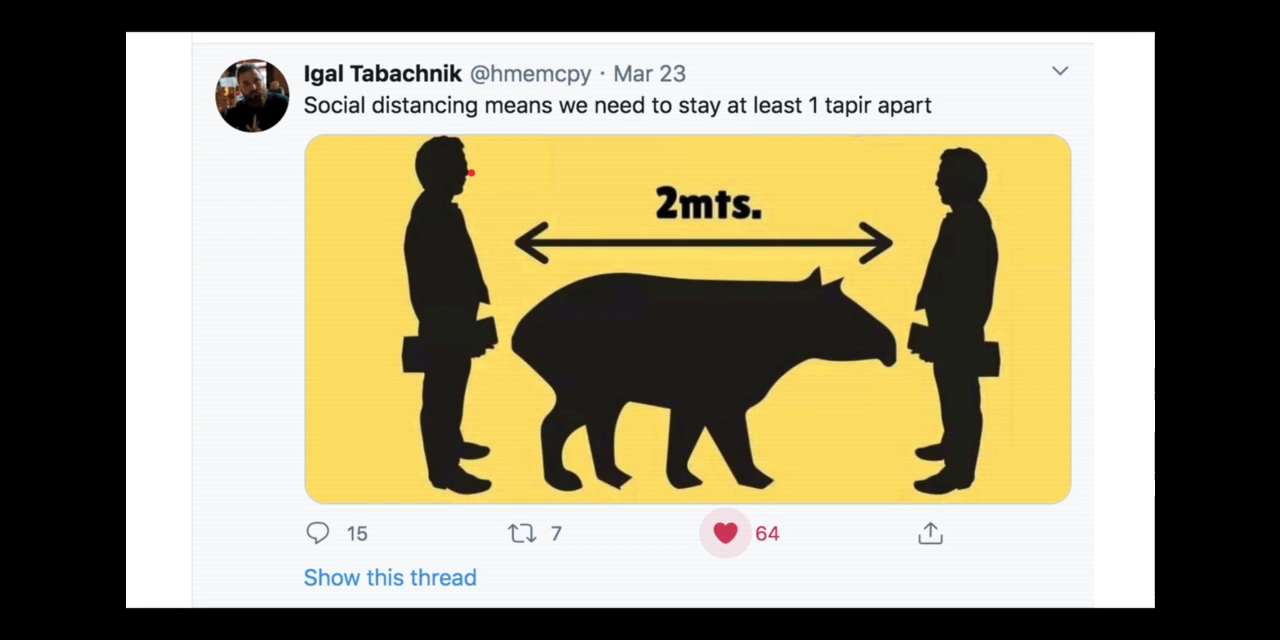 Igal Tabachnik @hmemcpy · Mar 23
Social distancing means we need to stay at least 1 tapir apart
2mts.
15 7 64
Show this thread